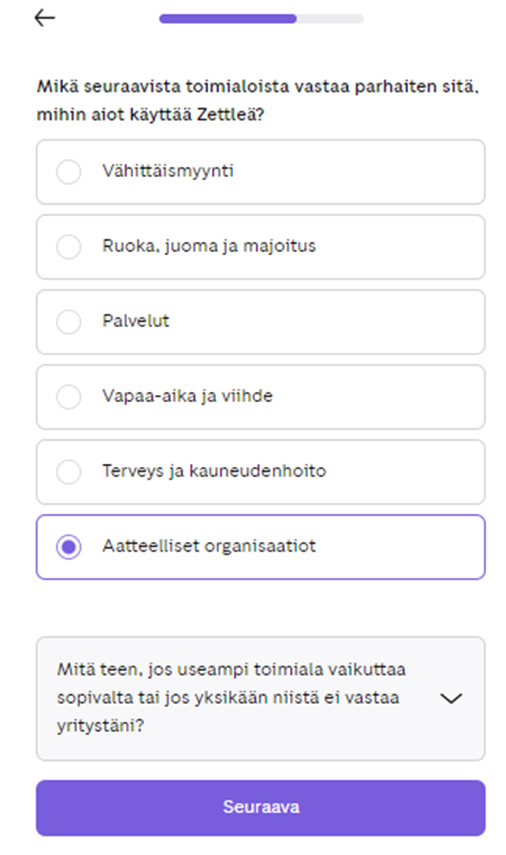 Mikä seuraavista toimialoista vastaa parhaiten sitä,
mihin aiot käyttää Zettleä?
Vähittäismyynti
Ruoka, juoma ja majoitus
Palvelut
Vapaa-aika ja viihde
Terveys ja kauneudenhoito
Aatteelliset organisaatiot
Mitä teen, jos useampi toimiala vaikuttaa
sopivalta tai jos yksikään niistä ei vastaa
yritystäni?
Seuraava